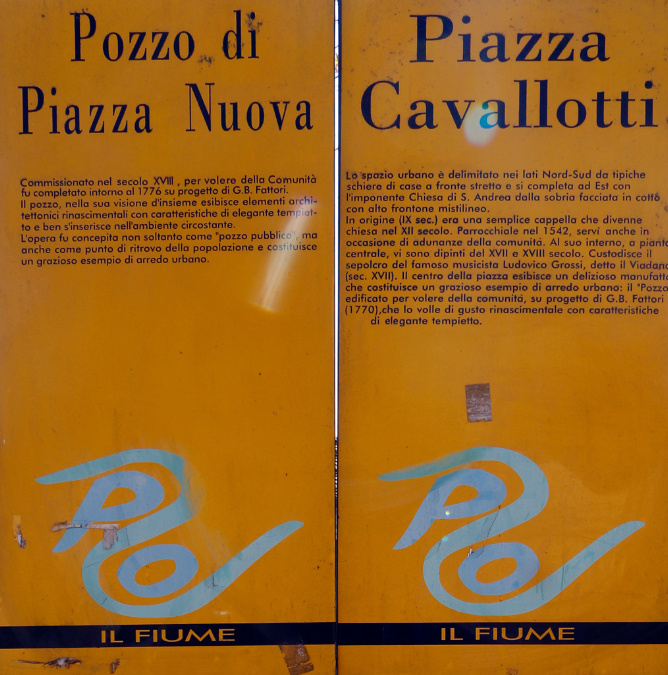 Pozzo di
Piazza Nuova
Commissionato nel secolo XVIII , per volere della Comunità
fu completato intorno al 1776 su progetto di G.B. Fattori.
Il pozzo, nella sua visione d'insieme esibisce elementi archi-
tettonici rinascimentali con caratteristiche di elegante tempiet-
to e ben s'inserisce nell'ambiente circostante.
L'opera fu concepita non soltanto come "pozzo pubblico", ma
anche come punto di ritrovo della popolazione e costituisce
un grazioso esempio di arredo urbano.
PO
IL FIUME
Piazza
Cavallotti
Lo spazio urbano è delimitato nei lati Nord-Sud da tipiche
schiere di case a fronte stretto e si completa ad Est con
l'imponente Chiesa di S. Andrea dalla sobria facciata in cotto
con alto frontone mistilineo.
In origine (IX sec.) era una semplice cappella che divenne
chiesa nel XII secolo. Parrocchiale nel 1542, servì anche in
occasione di adunanze della comunità. Al suo interno, a pianta
centrale, vi sono dipinti del XVII e XVIII secolo. Custodisce il
sepolcro del famoso musicista Ludovico Grossi, detto il Viadana
(sec. XVII). Il centro della piazza esibisce un delizioso manufatto
che costituisce un grazioso esempio di arredo urbano: il "Pozzo
edificato per volere della comunità, su progetto di G.B. Fattori
(1770),che lo volle di gusto rinascimentale con caratteristiche
di elegante tempietto.
PO
IL FIUME